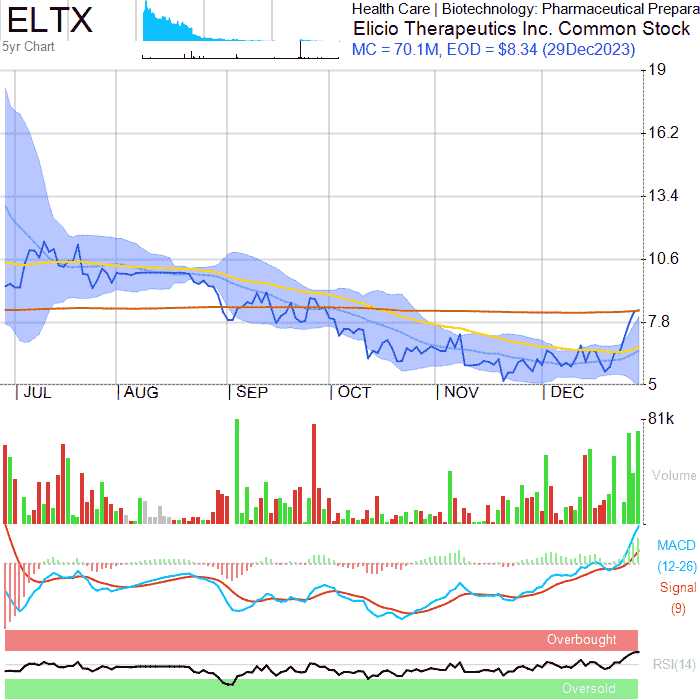 ELTX
5yr Chart
Health Care | Biotechnology: Pharmaceutical Prepara
Elicio Therapeutics Inc. Common Stock
MC = 70.1M, EOD = $8.34 (29Dec2023)
19
16.2
13.4
10.6
7.8
5
JUL AUG SEP OCT NOV DEC
81k
Volume
MACD
(12-26)
Signal
(9)
Overbought
RSI(14)
Oversold